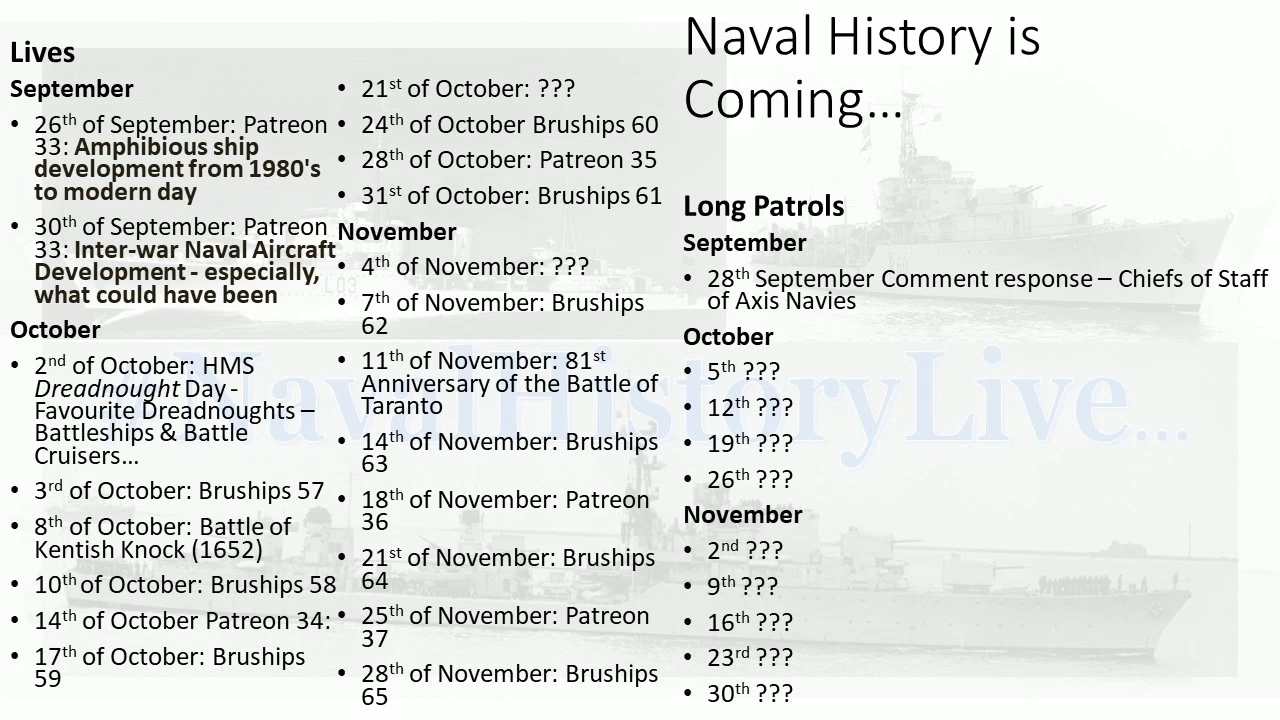 Lives
September
• 26th of September: Patreon
33: Amphibious ship
development from 1980's
to modern day
• 30th of September: Patreon
33: Inter-war Naval Aircraft
Development - especially,
what could have been
October
• 2nd of October: HMS
Dreadnought Day -
Favourite Dreadnoughts –
Battleships & Battle
Cruisers...
• 3rd of October: Bruships 57
• 8th of October: Battle of
Kentish Knock (1652)
• 10th of October: Bruships 58
• 14th of October Patreon 34:
• 17th of October: Bruships
59
• 21st of October: ???
• 24th of October Bruships 60
• 28th of October: Patreon 35
• 31st of October: Bruships 61
November
• 4th of November: ???
• 7th of November: Bruships
62
• 11th of November: 81st
Anniversary of the Battle of
Taranto
• 14th of November: Bruships
63
• 18th of November: Patreon
36
• 21st of November: Bruships
64
• 25th of November: Patreon
37
• 28th of November: Bruships
65
Naval History is
Coming...
Long Patrols
September
• 28th September Comment response – Chiefs of Staff
of Axis Navies
October
• 5th ???
• 12th ???
• 19th ???
• 26th ???
November
• 2nd ???
• 9th ???
• 16th ???
• 23rd ???
• 30th ???
NavalHistoryLive...
L03